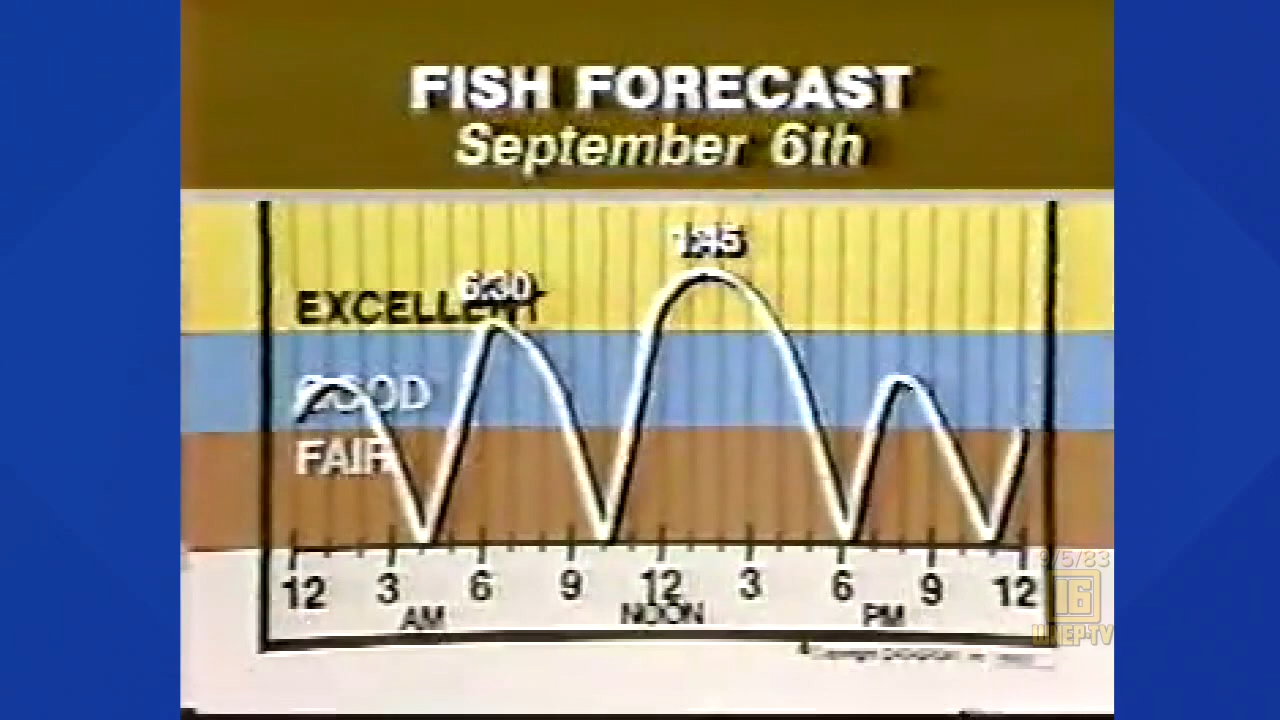 FISH FORECAST
September 6th
1:45
6:30
EXCELLENT
GOOD
FAIR
12 3 6 9 12 3 6 9 12
AM NOON PM
9/5/83
16
WNEP-TV